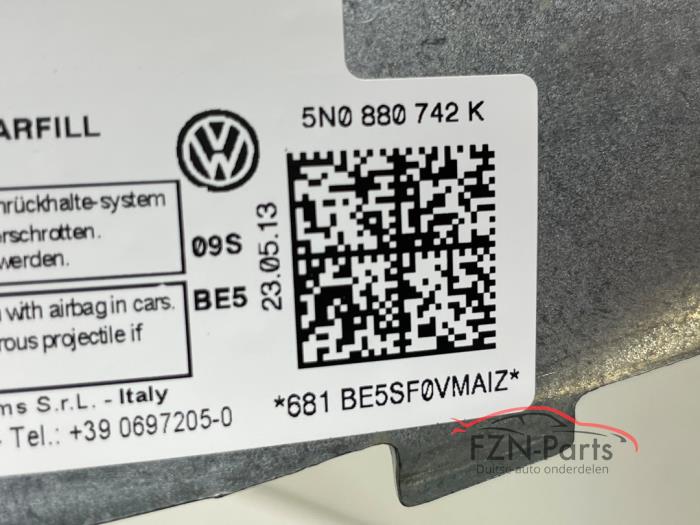 ARFILL
5N0 880 742 K
nrückhalte-system
rschrotten.
werden.
09S
23.05.13
with airbag in cars.
rous projectile if
BE5
ms S.r.L. - Italy
Tel.: +39 0697205-0
*681 BE5SF0VMAIZ*
FZN-Parts
Duitse auto onderdelen